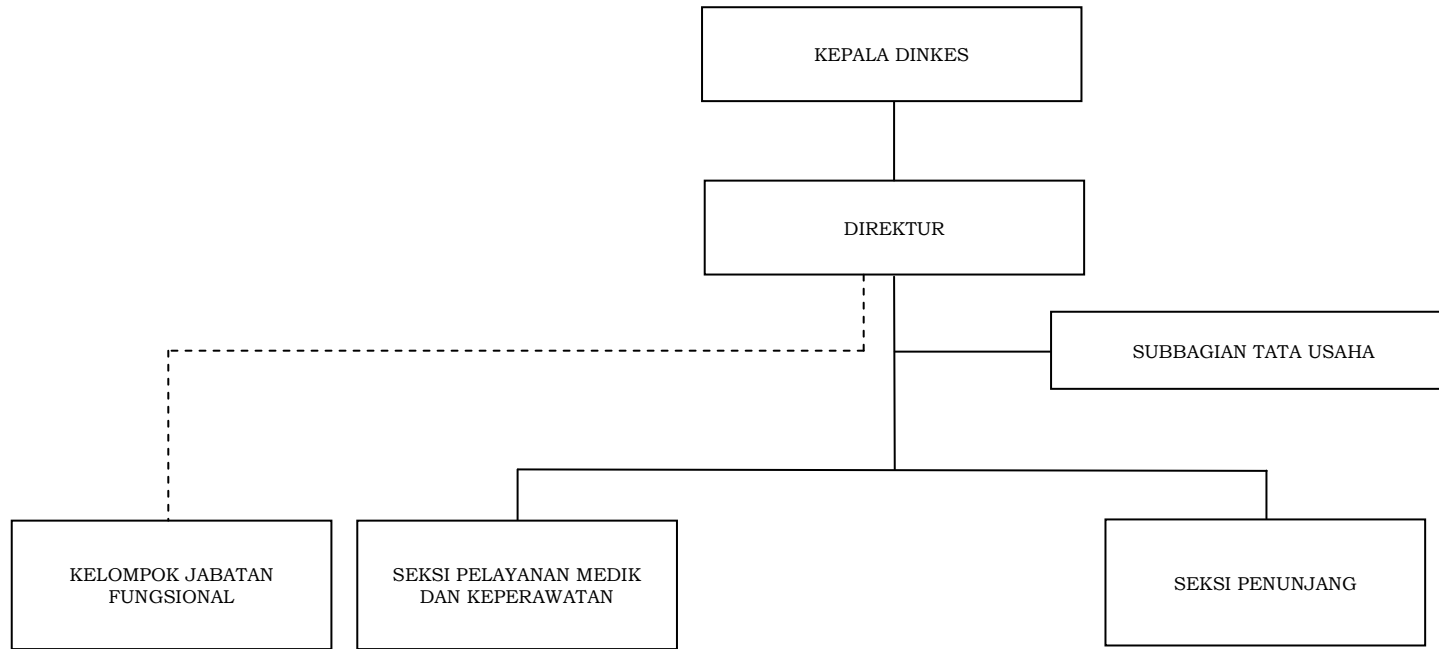 KEPALA DINKES
DIREKTUR
SUBBAGIAN TATA USAHA
KELOMPOK JABATAN
FUNGSIONAL
SEKSI PELAYANAN MEDIK
DAN KEPERAWATAN
SEKSI PENUNJANG